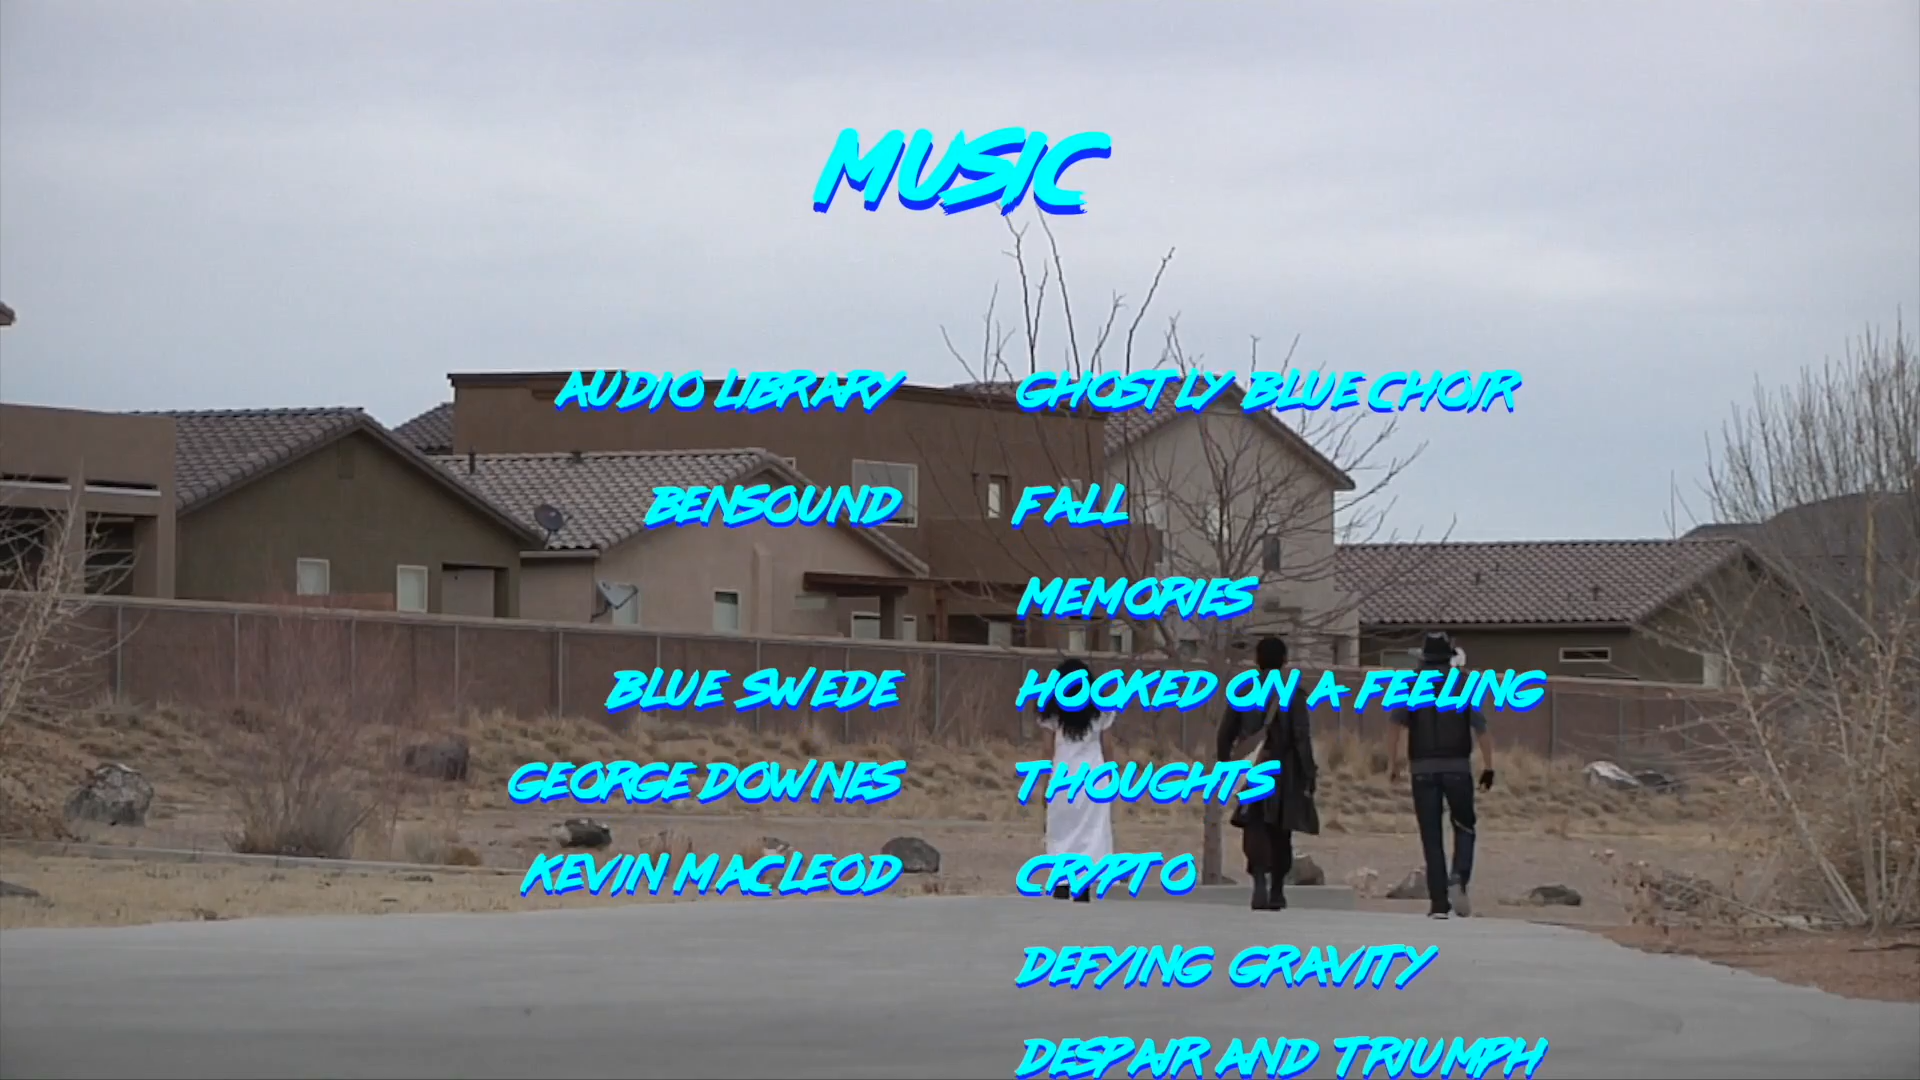 MUSIC
AUDIO LIBRARY GHOSTLY BLUE CHOIR
BENSOUND FALL
MEMORIES
BLUE SWEDE HOOKED ON A FEELING
GEORGE DOWNES THOUGHTS
KEVIN MACLEOD CRYPTO
DEFYING GRAVITY
DESPAIR AND TRIUMPH